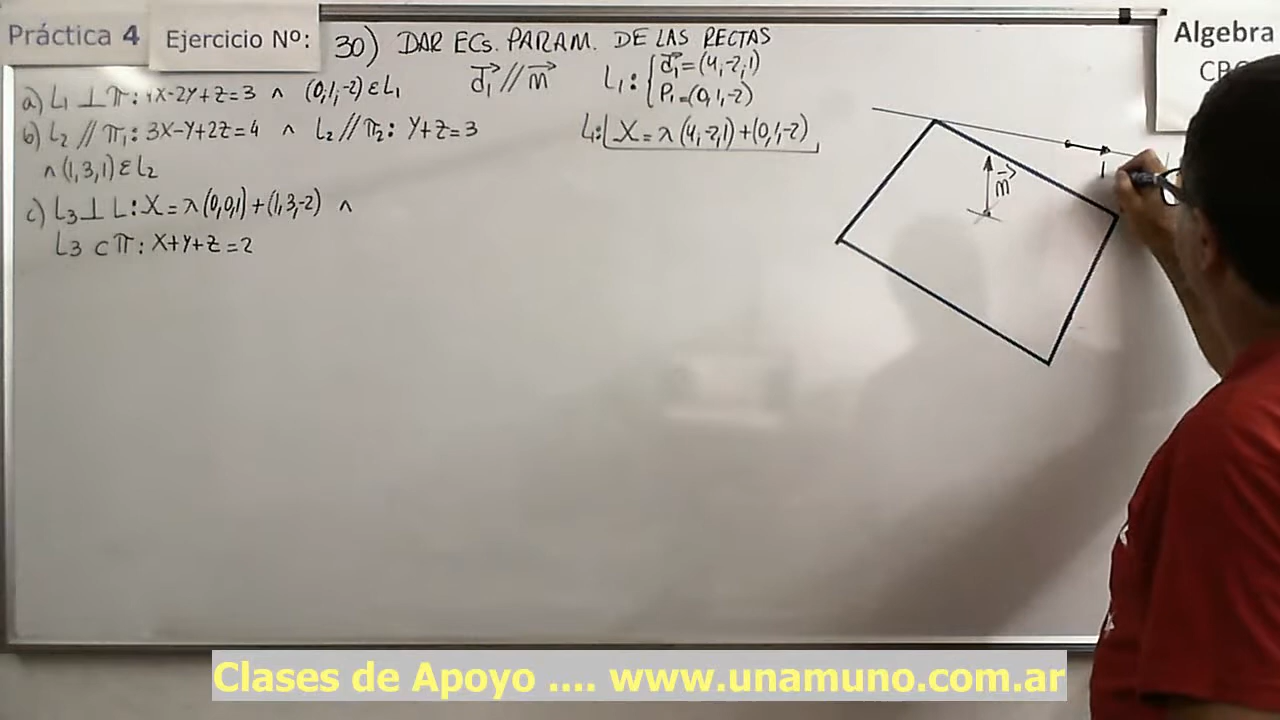 Práctica 4
Ejercicio Nº:
30) DAR ECs. PARAM. DE LAS RECTAS
Algebra
a) L1 ⊥ π: 4X-2Y+Z=3 ∧ (0,1,-2) ε L1
b) L2 // π1: 3X-Y+2Z=4 ∧ L2 // π2: Y+Z=3
∧ (1,3,1) ε L2
c) L3 ⊥ L: X=λ(0,0,1)+(1,3,-2) ∧
L3 ⊂ π: X+Y+Z=2
d1 // n
L1: { d1=(4,-2,1)
P1=(0,1,-2)
L1: X=λ(4,-2,1)+(0,1,-2)
n
Clases de Apoyo .... www.unamuno.com.ar